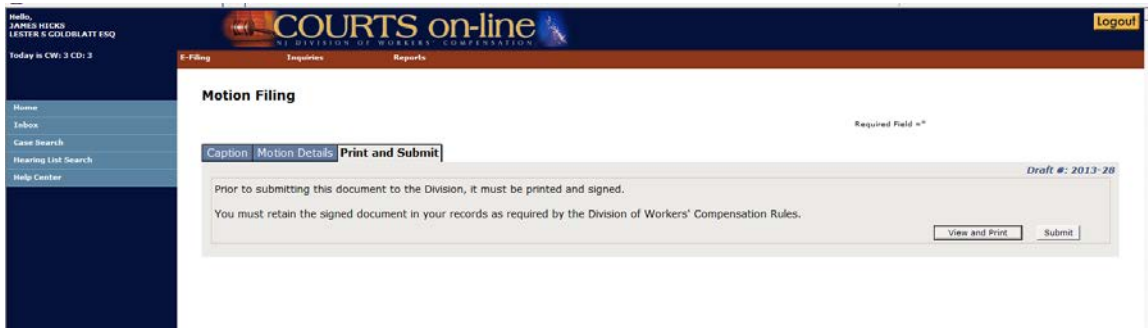 Hello,
JAMES HICKS
LESTER S GOLDBLATT ESQ
COURTS on-line
NJ DIVISION OF WORKERS' COMPENSATION
Logout
Today is CW: 3 CD: 3
E-Filing Inquiries Reports
Home
Inbox
Case Search
Hearing List Search
Help Center
Motion Filing
Required Field =*
Caption Motion Details Print and Submit
Draft #: 2013-28
Prior to submitting this document to the Division, it must be printed and signed.
You must retain the signed document in your records as required by the Division of Workers' Compensation Rules.
View and Print Submit